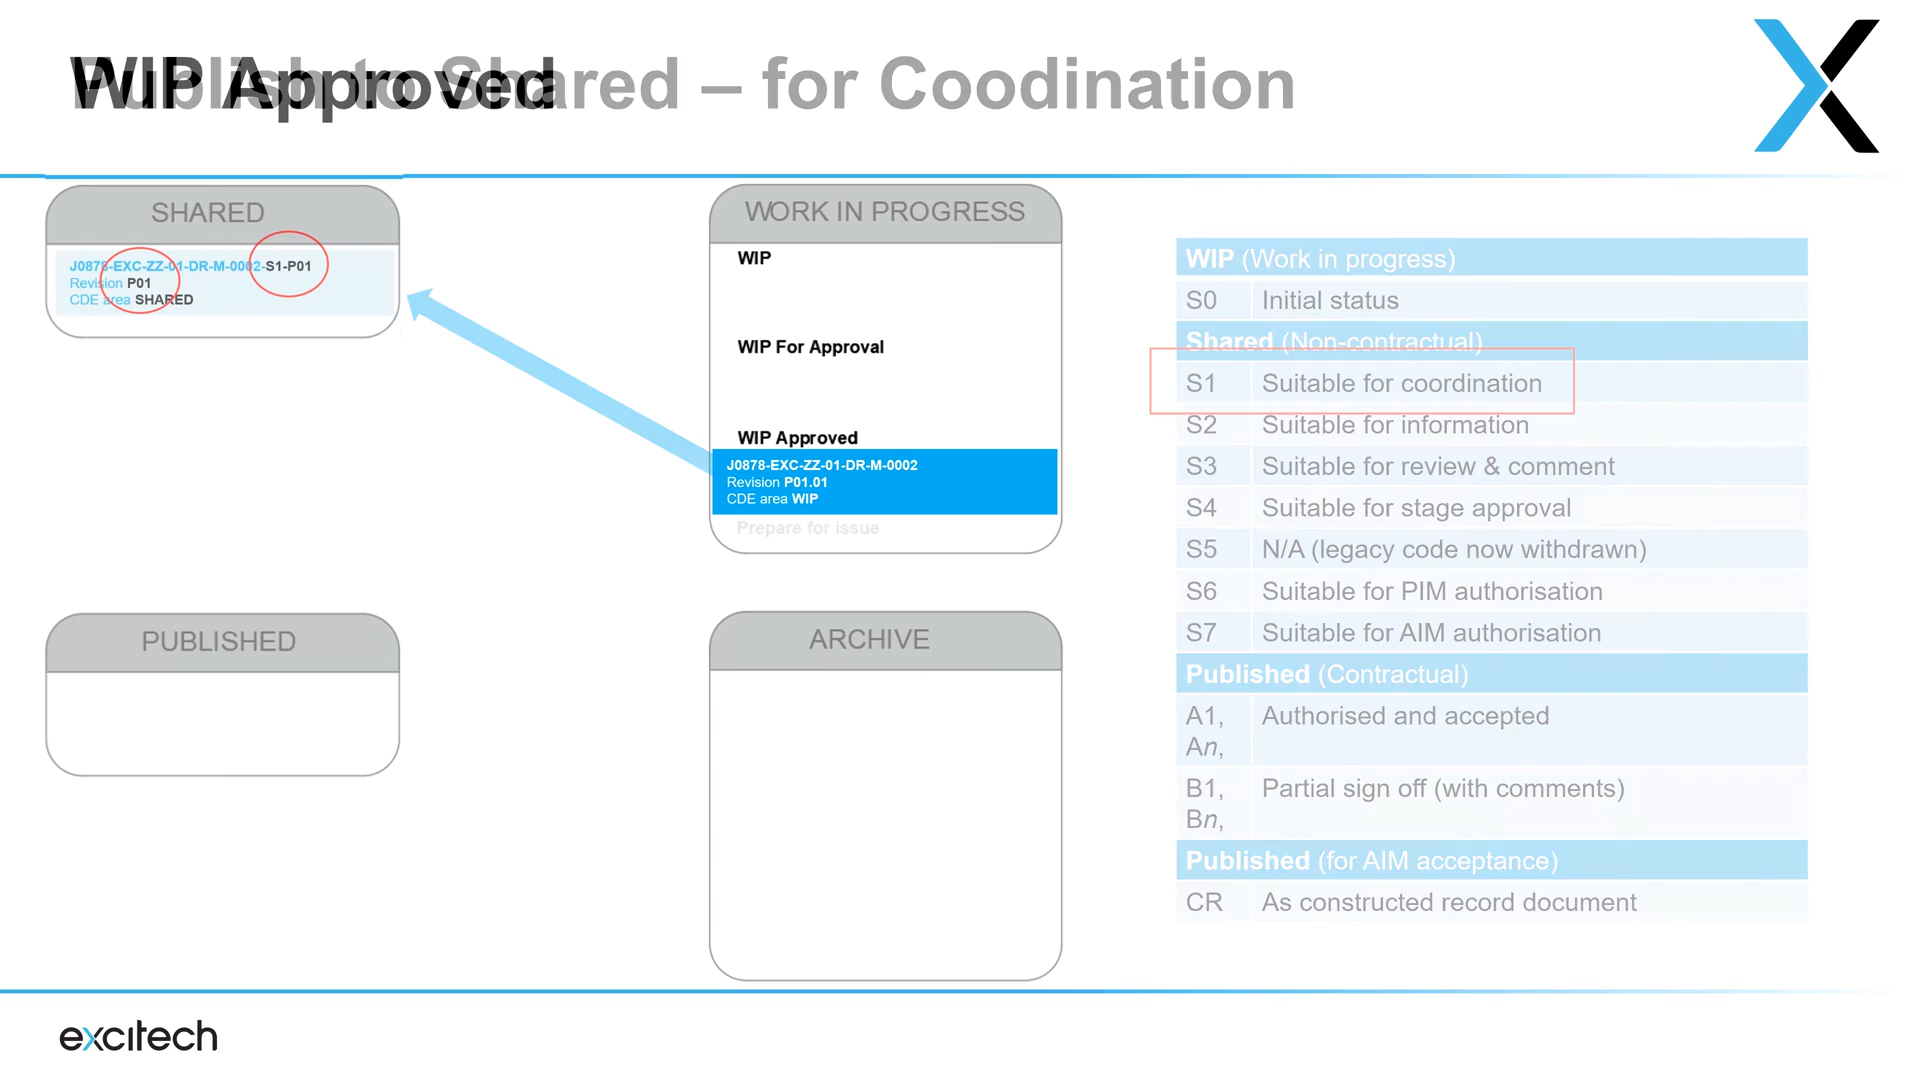 WIP Approved
Publish to Shared – for Coodination
SHARED
J0878-EXC-ZZ-01-DR-M-0002-S1-P01
Revision P01
CDE area SHARED
WORK IN PROGRESS
WIP
WIP For Approval
WIP Approved
J0878-EXC-ZZ-01-DR-M-0002
Revision P01.01
CDE area WIP
Prepare for issue
PUBLISHED
ARCHIVE
WIP (Work in progress)
S0 Initial status
Shared (Non-contractual)
S1 Suitable for coordination
S2 Suitable for information
S3 Suitable for review & comment
S4 Suitable for stage approval
S5 N/A (legacy code now withdrawn)
S6 Suitable for PIM authorisation
S7 Suitable for AIM authorisation
Published (Contractual)
A1, Authorised and accepted
An,
B1, Partial sign off (with comments)
Bn,
Published (for AIM acceptance)
CR As constructed record document
excitech